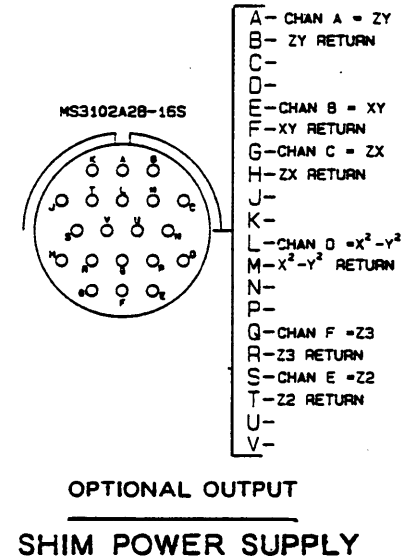 MS3102A28-16S
K A B
J T L M C
S V U N
H R G P D
G F E
A- CHAN A = ZY
B- ZY RETURN
C-
D-
E-CHAN B = XY
F-XY RETURN
G-CHAN C = ZX
H-ZX RETURN
J-
K-
L-CHAN D =X²-Y²
M-X²-Y² RETURN
N-
P-
Q-CHAN F =Z3
R-Z3 RETURN
S-CHAN E =Z2
T-Z2 RETURN
U-
V-
OPTIONAL OUTPUT
SHIM POWER SUPPLY